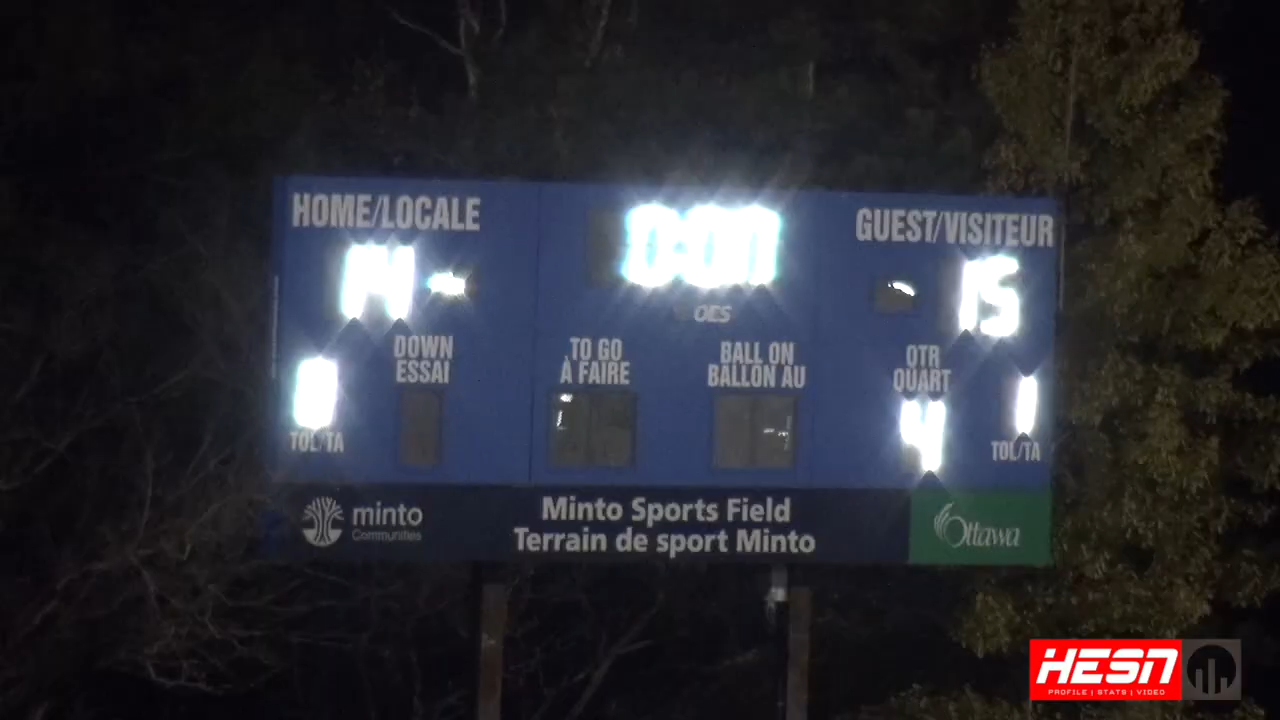 HOME/LOCALE
0:00
GUEST/VISITEUR
14
15
OES
DOWN
ESSAI
TO GO
À FAIRE
BALL ON
BALLON AU
QTR
QUART
4
1
TOL/TA
TOL/TA
minto
Communities
Minto Sports Field
Terrain de sport Minto
Ottawa
HESN
PROFILE | STATS | VIDEO